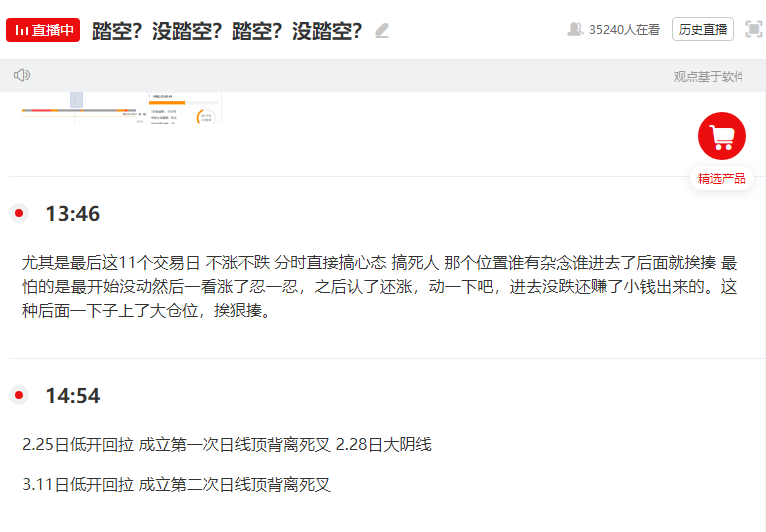 直播中 踏空？没踏空？踏空？没踏空？ 35240人在看 历史直播
观点基于软件
精选产品
13:46
尤其是最后这11个交易日 不涨不跌 分时直接搞心态 搞死人 那个位置谁有杂念谁进去了后面就挨揍 最
怕的是最开始没动然后一看涨了忍一忍，之后认了还涨，动一下吧，进去没跌还赚了小钱出来的。这
种后面一下子上了大仓位，挨狠揍。
14:54
2.25日低开回拉 成立第一次日线顶背离死叉 2.28日大阴线
3.11日低开回拉 成立第二次日线顶背离死叉